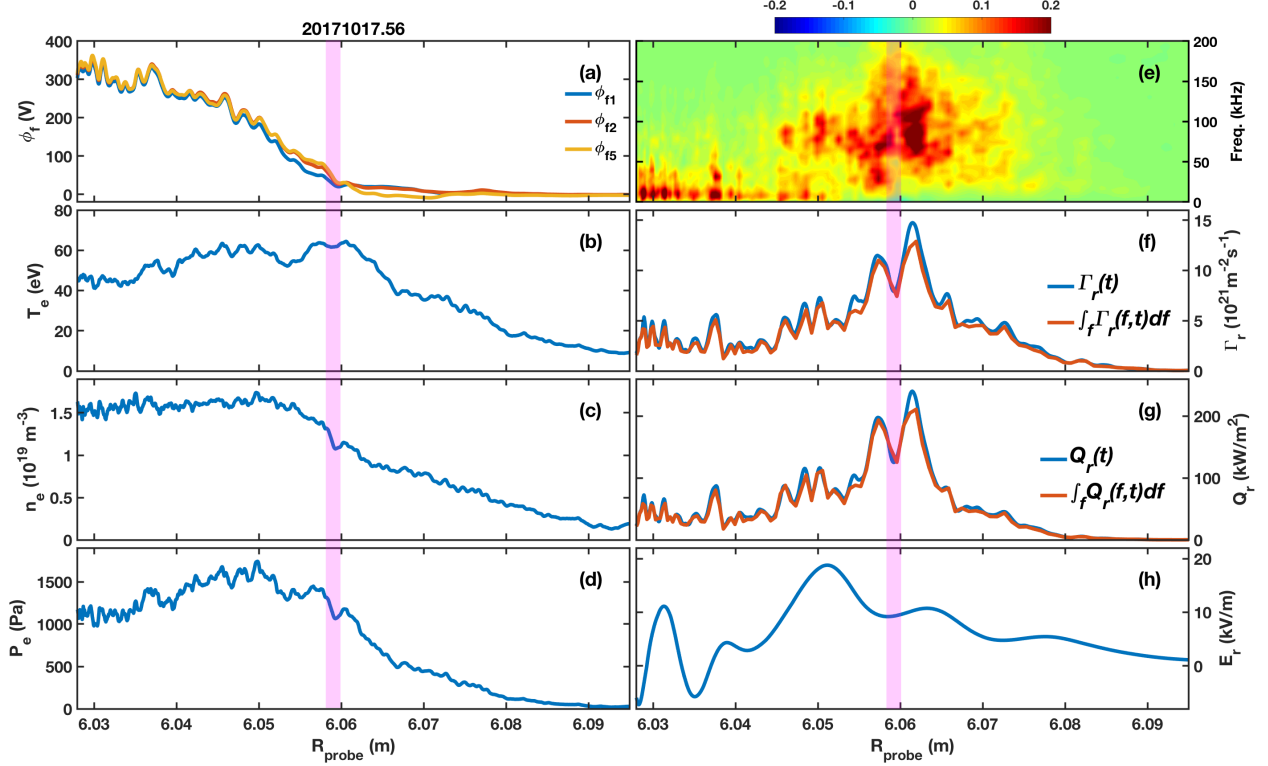 -0.2 -0.1 0 0.1 0.2
20171017.56
400
300
200
100
0
ϕf (V)
(a)
ϕf1
ϕf2
ϕf5
(e)
200
150
100
50
0
Freq. (kHz)
80
60
40
20
0
Te (eV)
(b)
(f)
Γr(t)
∫fΓr(f,t)df
15
10
5
0
Γr (10²¹m⁻²s⁻¹)
1.5
1
0.5
0
ne (10¹⁹ m⁻³)
(c)
(g)
Qr(t)
∫fQr(f,t)df
200
100
0
Qr (kW/m²)
1500
1000
500
0
Pe (Pa)
(d)
(h)
20
10
0
Er (kV/m)
6.03 6.04 6.05 6.06 6.07 6.08 6.09
6.03 6.04 6.05 6.06 6.07 6.08 6.09
Rprobe (m)
Rprobe (m)